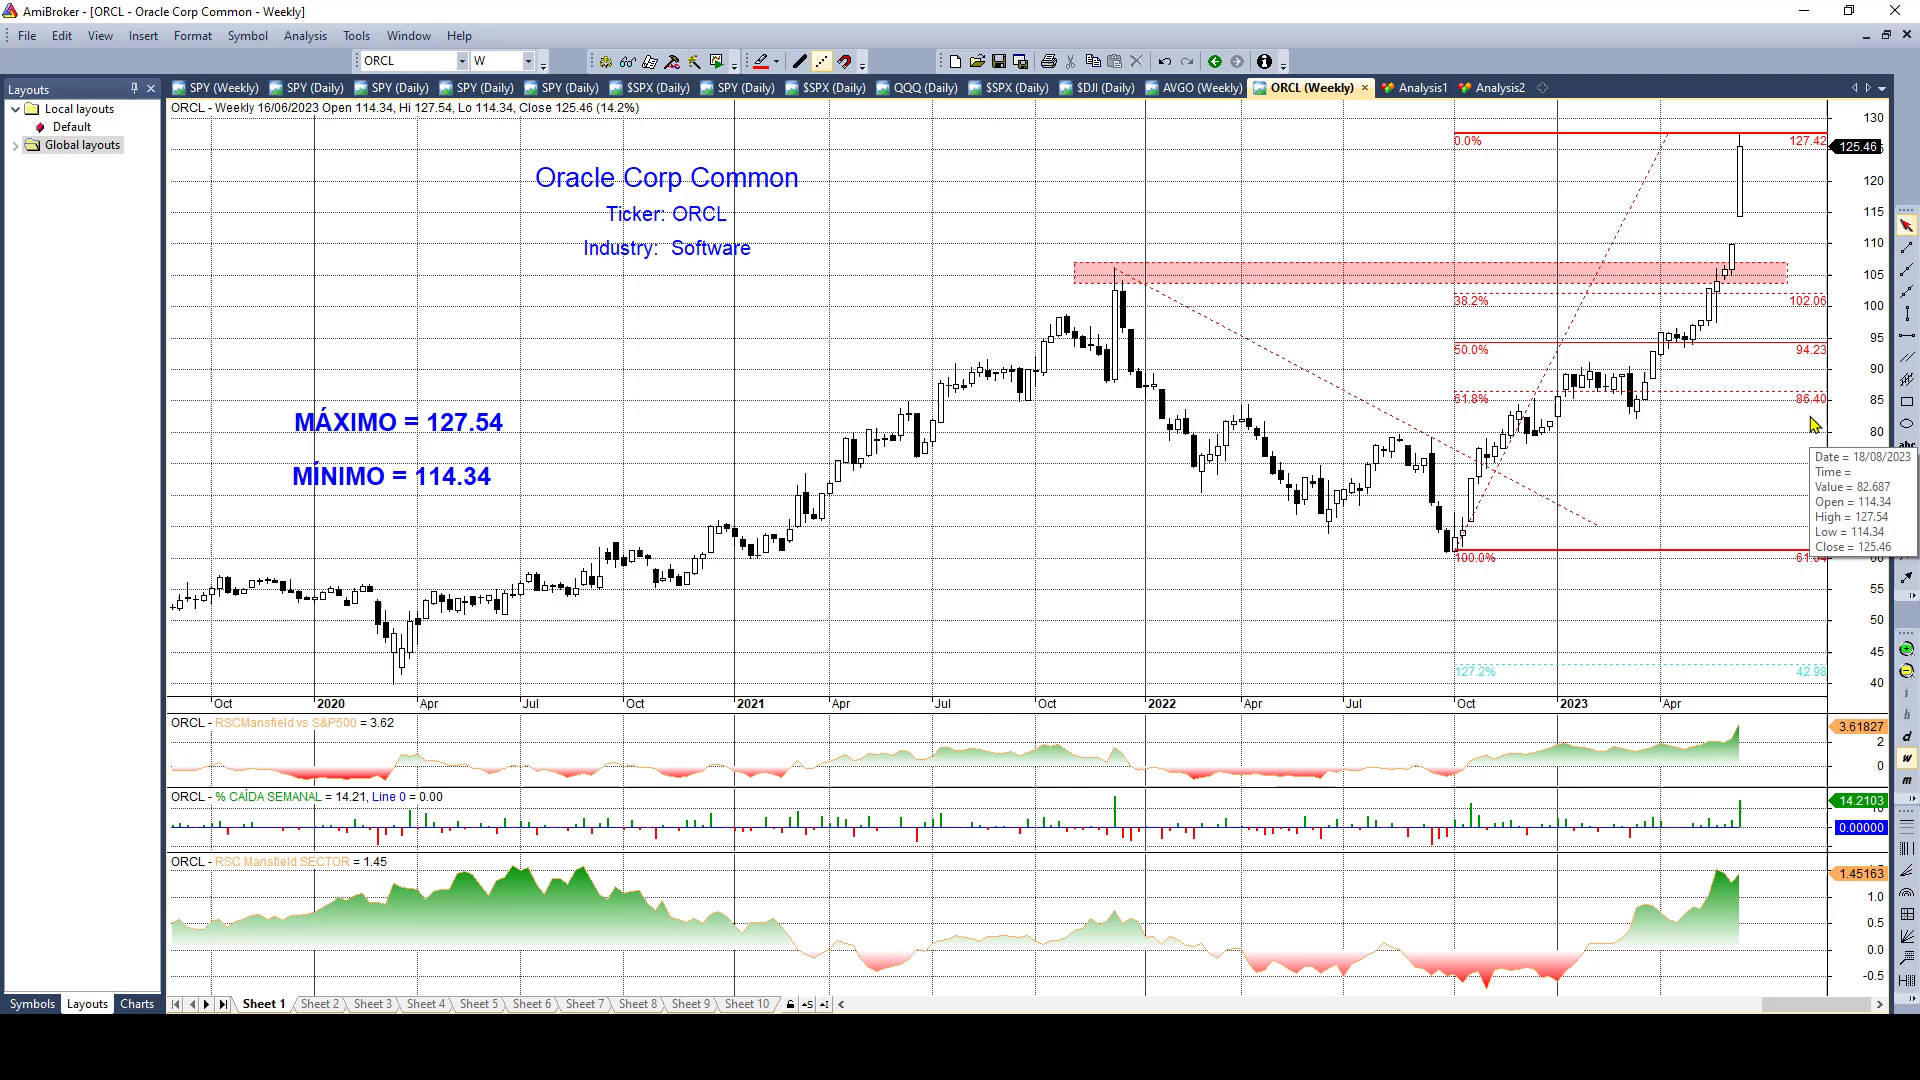 AmiBroker - [ORCL - Oracle Corp Common - Weekly]
File Edit View Insert Format Symbol Analysis Tools Window Help
ORCL W
Layouts
Local layouts
Default
Global layouts
SPY (Weekly) SPY (Daily) SPY (Daily) SPY (Daily) SPY (Daily) $SPX (Daily) SPY (Daily) $SPX (Daily) QQQ (Daily) $SPX (Daily) $DJI (Daily) AVGO (Weekly) ORCL (Weekly) Analysis1 Analysis2
ORCL - Weekly 16/06/2023 Open 114.34, Hi 127.54, Lo 114.34, Close 125.46 (14.2%)
Oracle Corp Common
Ticker: ORCL
Industry: Software
MÁXIMO = 127.54
MÍNIMO = 114.34
0.0% 127.42
38.2% 102.06
50.0% 94.23
61.8% 86.40
100.0%
127.2% 42.98
130
125.46
120
115
110
105
100
95
90
85
80
55
50
45
40
Date = 18/08/2023
Time =
Value = 82.687
Open = 114.34
High = 127.54
Low = 114.34
Close = 125.46
Oct 2020 Apr Jul Oct 2021 Apr Jul Oct 2022 Apr Jul Oct 2023 Apr
ORCL - RSCMansfield vs S&P500 = 3.62
3.61827
2
0
ORCL - % CAÍDA SEMANAL = 14.21, Line 0 = 0.00
14.2103
0.00000
ORCL - RSC Mansfield SECTOR = 1.45
1.45163
1.0
0.5
0.0
-0.5
Symbols Layouts Charts
Sheet 1 Sheet 2 Sheet 3 Sheet 4 Sheet 5 Sheet 6 Sheet 7 Sheet 8 Sheet 9 Sheet 10